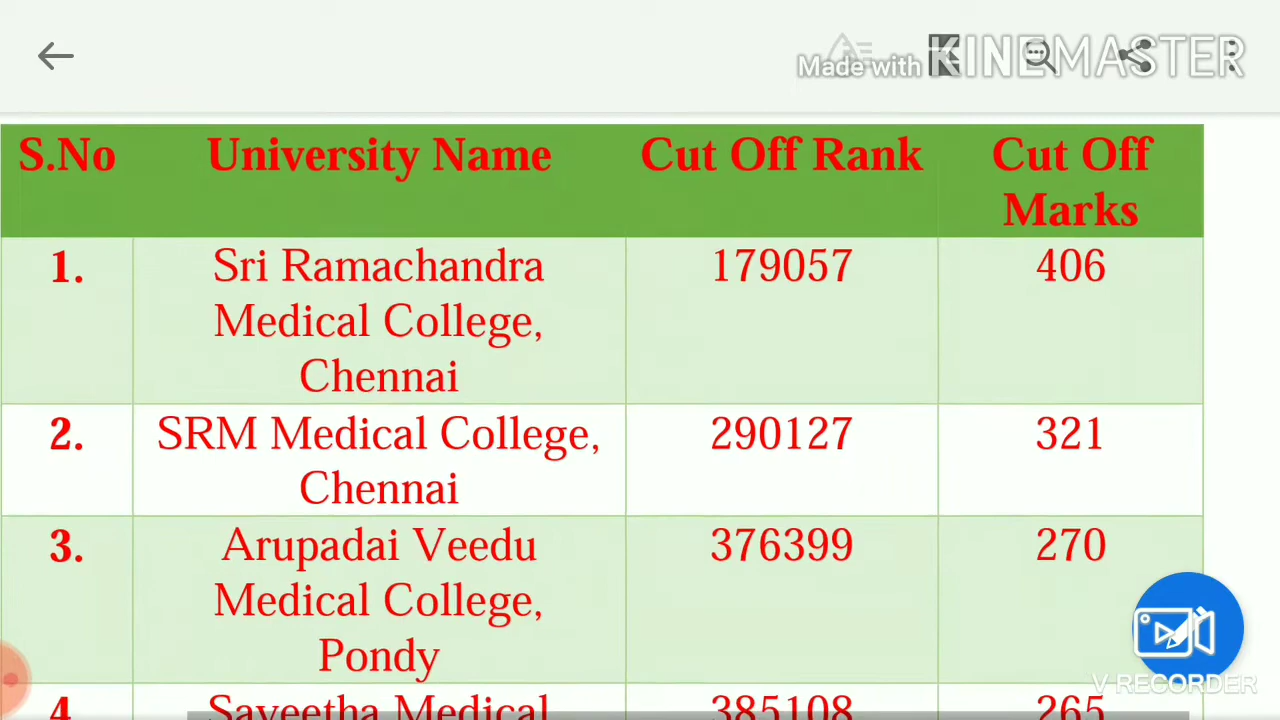 Made with KINEMASTER
S.No University Name Cut Off Rank Cut Off
Marks
1. Sri Ramachandra 179057 406
Medical College,
Chennai
2. SRM Medical College, 290127 321
Chennai
3. Arupadai Veedu 376399 270
Medical College,
Pondy
V RECORDER
4. Saveetha Medical 385108 265